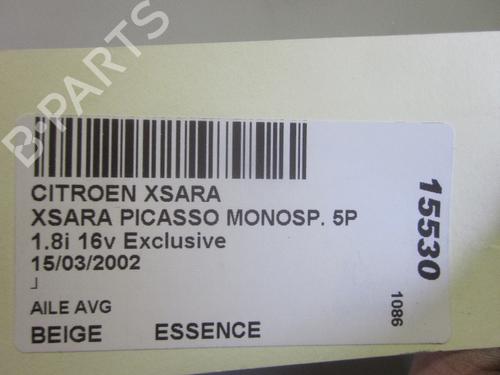 B-PARTS
CITROEN XSARA
XSARA PICASSO MONOSP. 5P
1.8i 16v Exclusive
15/03/2002
AILE AVG
BEIGE ESSENCE
15530
1086